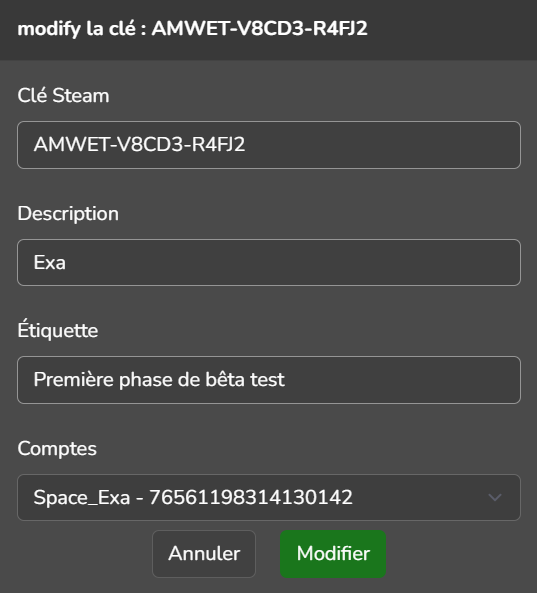 modify la clé : AMWET-V8CD3-R4FJ2
Clé Steam
AMWET-V8CD3-R4FJ2
Description
Exa
Étiquette
Première phase de bêta test
Comptes
Space_Exa - 76561198314130142
Annuler
Modifier